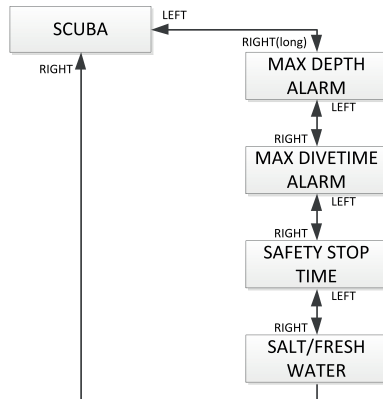 SCUBA
LEFT
RIGHT(long)
RIGHT
MAX DEPTH
ALARM
LEFT
RIGHT
MAX DIVETIME
ALARM
LEFT
RIGHT
SAFETY STOP
TIME
LEFT
RIGHT
SALT/FRESH
WATER